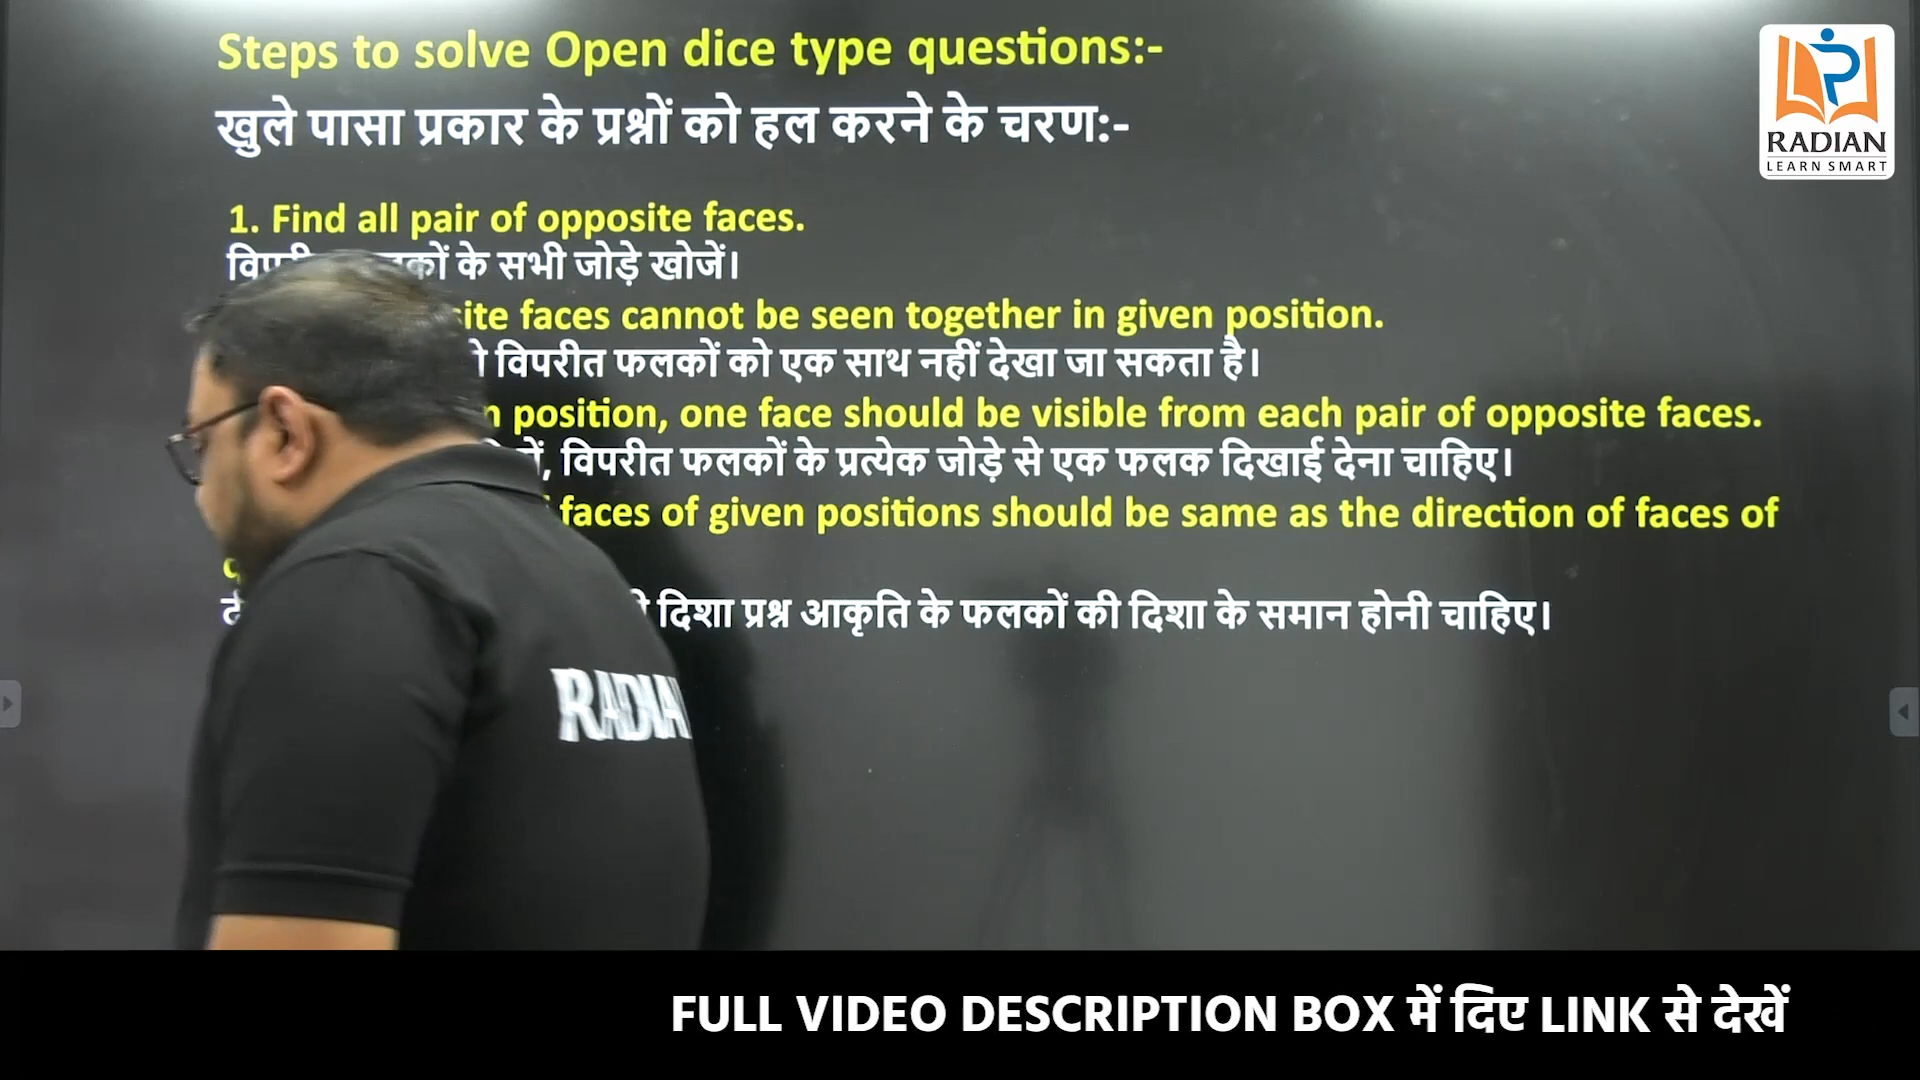 Steps to solve Open dice type questions:-
खुले पासा प्रकार के प्रश्नों को हल करने के चरण:-
1. Find all pair of opposite faces.
के सभी जोड़े खोजें।
faces cannot be seen together in given position.
विपरीत फलकों को एक साथ नहीं देखा जा सकता है।
position, one face should be visible from each pair of opposite faces.
विपरीत फलकों के प्रत्येक जोड़े से एक फलक दिखाई देना चाहिए।
faces of given positions should be same as the direction of faces of
दिशा प्रश्न आकृति के फलकों की दिशा के समान होनी चाहिए।
RADIAN
LEARN SMART
FULL VIDEO DESCRIPTION BOX में दिए LINK से देखें